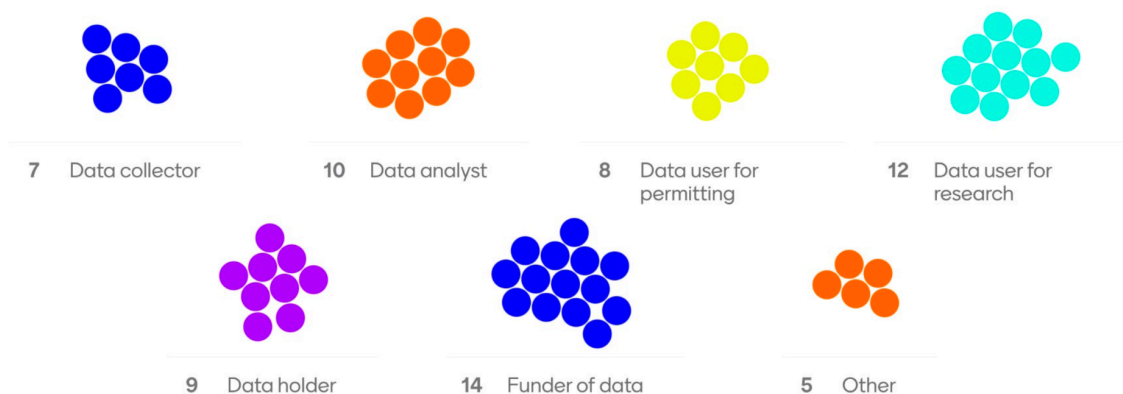 7 Data collector
10 Data analyst
8 Data user for
permitting
12 Data user for
research
9 Data holder
14 Funder of data
5 Other